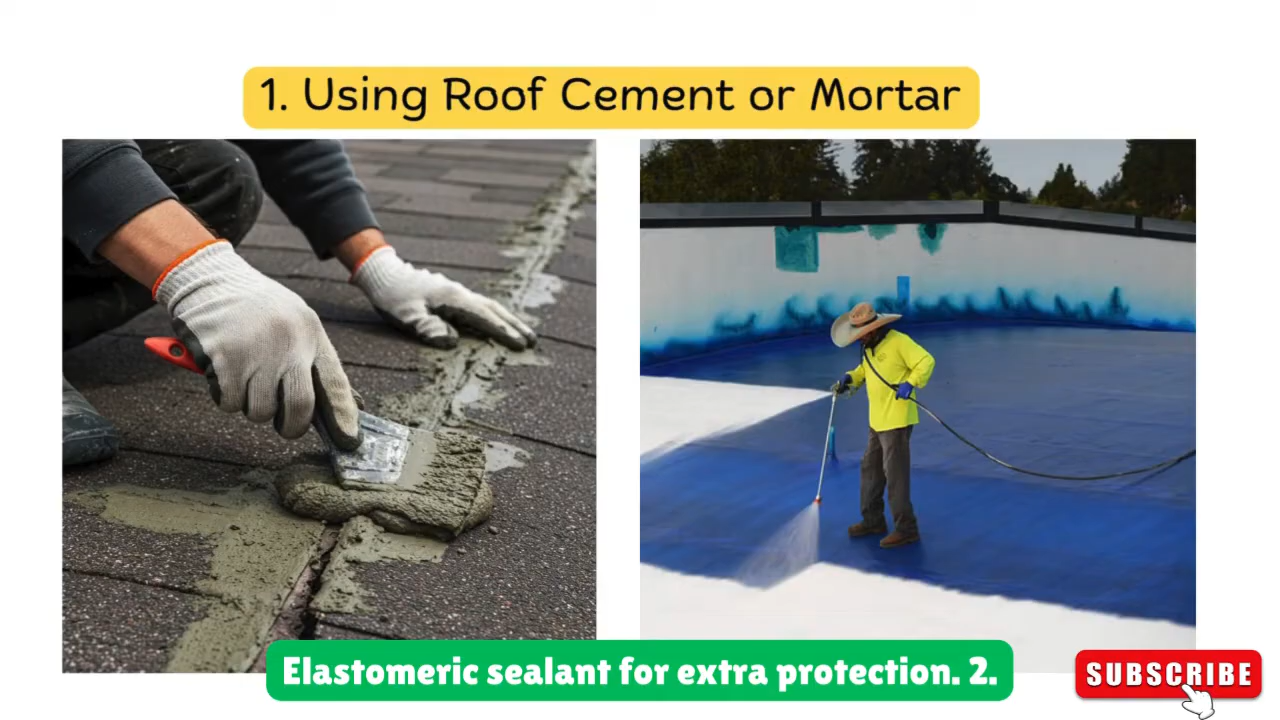 1. Using Roof Cement or Mortar
Elastomeric sealant for extra protection. 2.
SUBSCRIBE